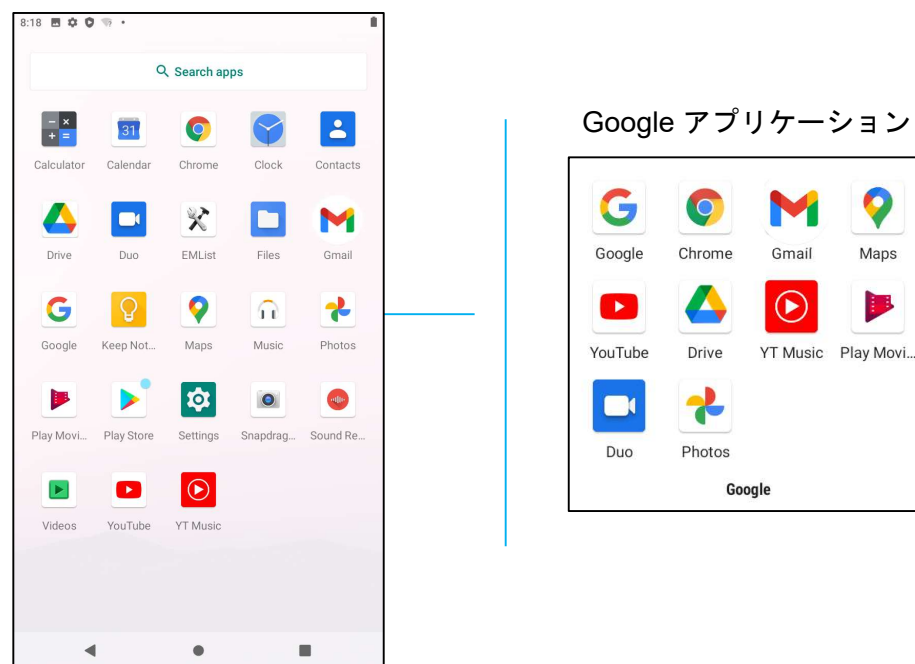 8:18
Search apps
31
Calculator Calendar Chrome Clock Contacts
Drive Duo EMList Files Gmail
Google Keep Not... Maps Music Photos
Play Movi... Play Store Settings Snapdrag... Sound Re...
Videos YouTube YT Music
Google アプリケーション
Google Chrome Gmail Maps
YouTube Drive YT Music Play Movi...
Duo Photos
Google